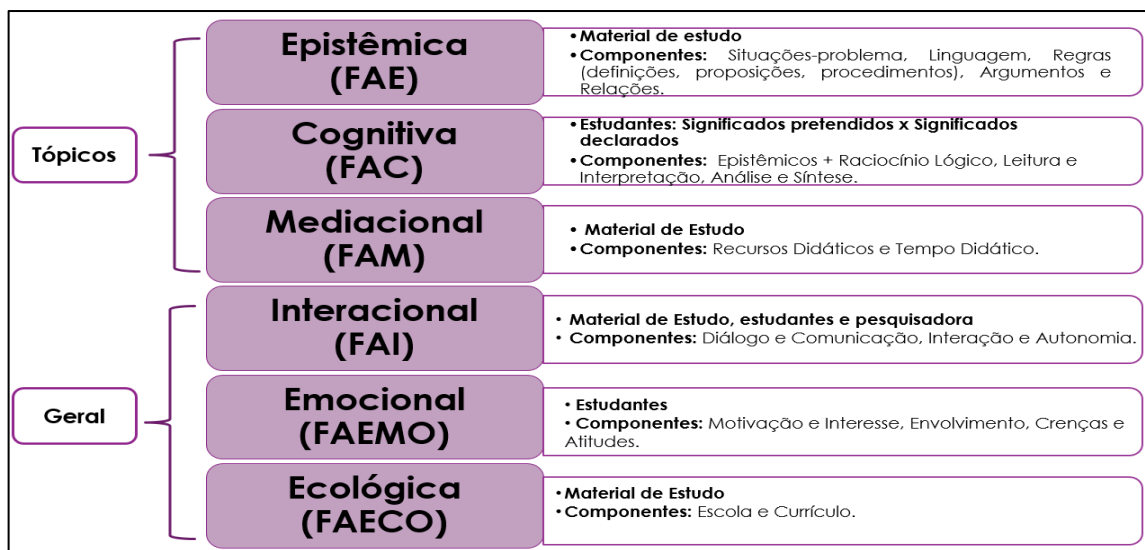 Tópicos
Epistêmica
(FAE)
•Material de estudo
•Componentes: Situações-problema, Linguagem, Regras
(definições, proposições, procedimentos), Argumentos e
Relações.
Cognitiva
(FAC)
•Estudantes: Significados pretendidos x Significados
declarados
•Componentes: Epistêmicos + Raciocínio Lógico, Leitura e
Interpretação, Análise e Síntese.
Mediacional
(FAM)
• Material de Estudo
• Componentes: Recursos Didáticos e Tempo Didático.
Geral
Interacional
(FAI)
• Material de Estudo, estudantes e pesquisadora
• Componentes: Diálogo e Comunicação, Interação e Autonomia.
Emocional
(FAEMO)
• Estudantes
• Componentes: Motivação e Interesse, Envolvimento, Crenças e
Atitudes.
Ecológica
(FAECO)
•Material de Estudo
•Componentes: Escola e Currículo.